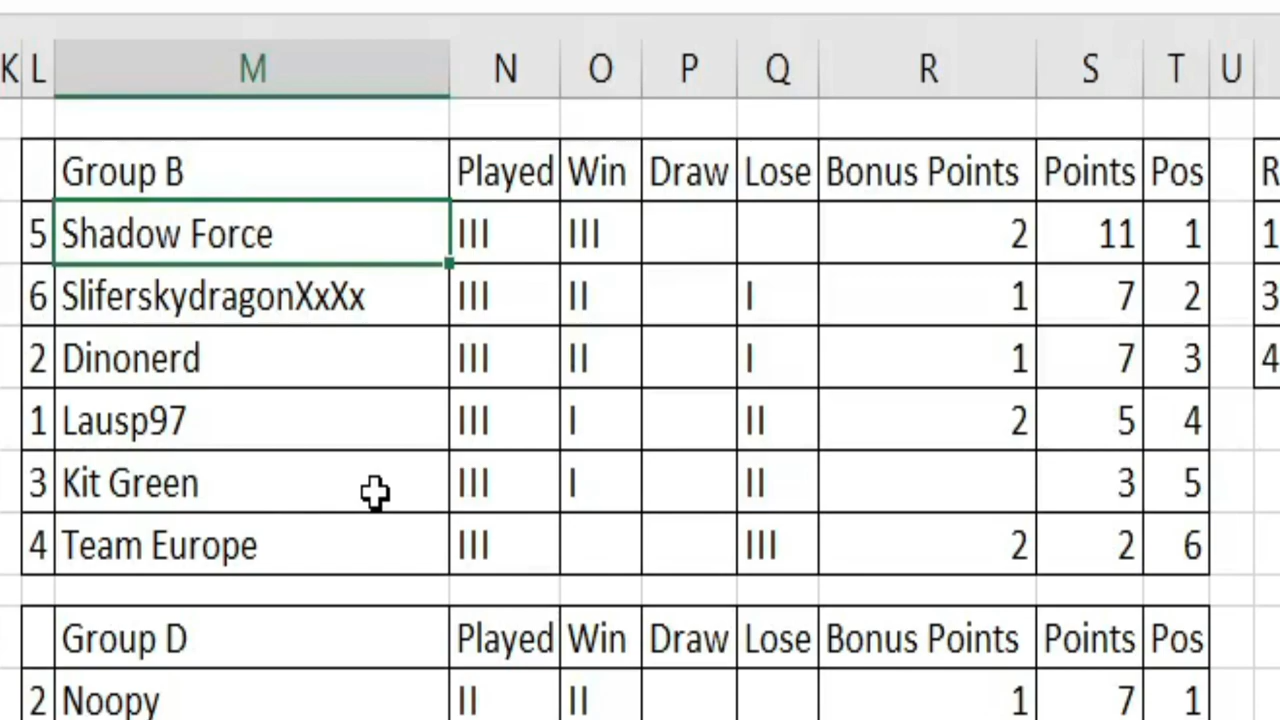 K L M N O P Q R S T U
Group B Played Win Draw Lose Bonus Points Points Pos R
5 Shadow Force III III 2 11 1 1
6 SliferskydragonXxXx III II I 1 7 2 3
2 Dinonerd III II I 1 7 3 4
1 Lausp97 III I II 2 5 4
3 Kit Green III I II 3 5
4 Team Europe III III 2 2 6
Group D Played Win Draw Lose Bonus Points Points Pos
2 Noopy II II 1 7 1